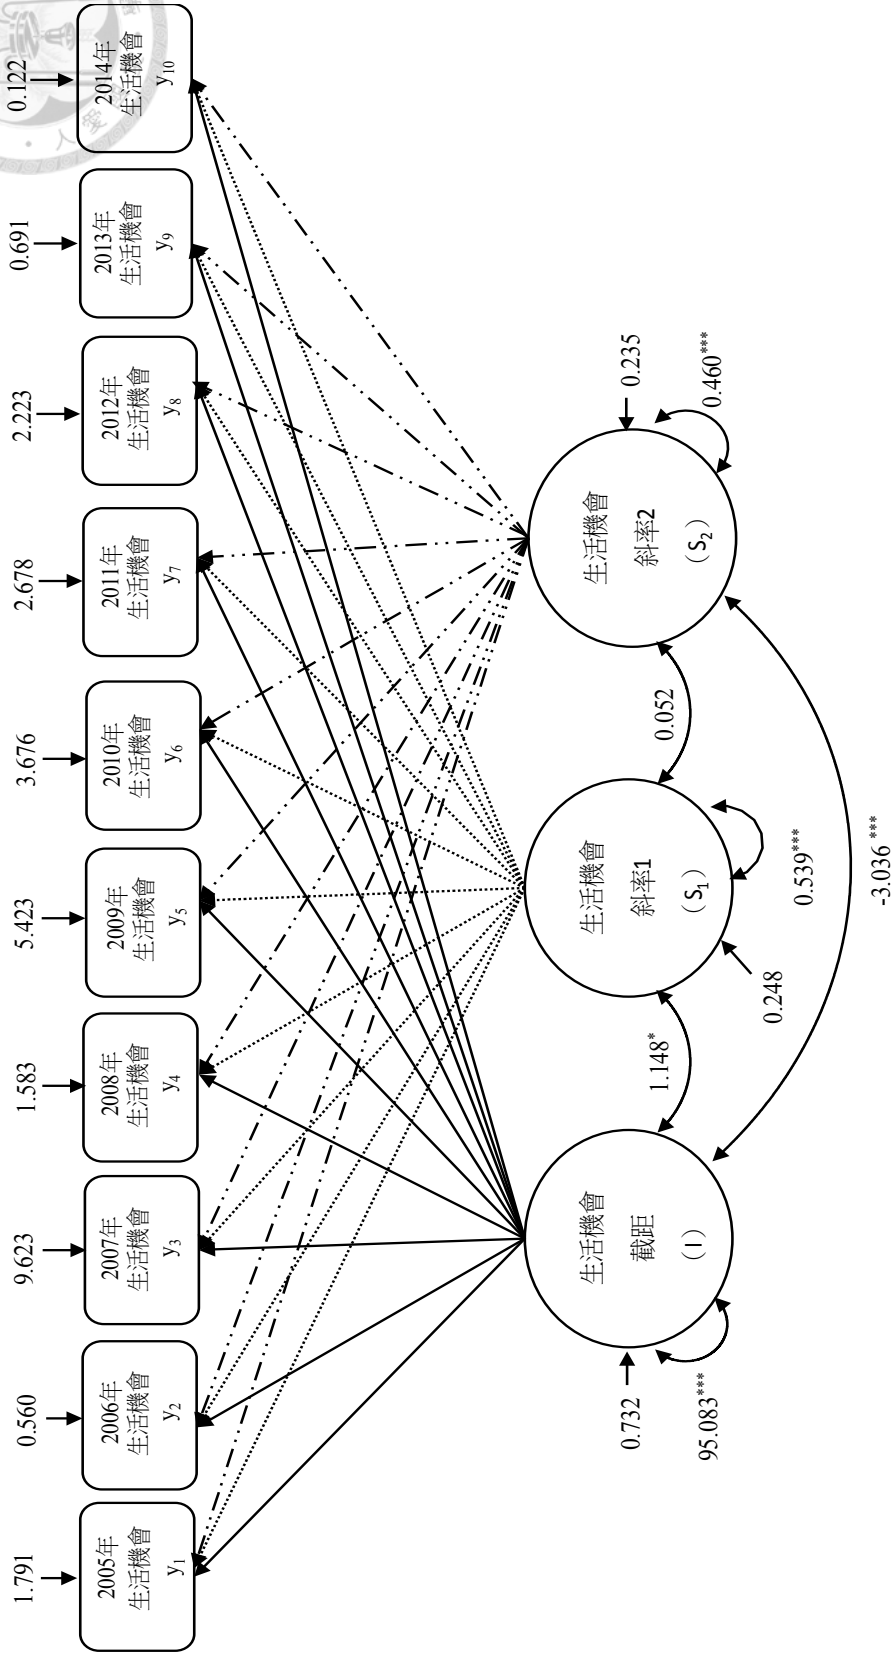 1.791
0.560
9.623
1.583
5.423
3.676
2.678
2.223
0.691
0.122
2005年
生活機會
y₁
2006年
生活機會
y₂
2007年
生活機會
y₃
2008年
生活機會
y₄
2009年
生活機會
y₅
2010年
生活機會
y₆
2011年
生活機會
y₇
2012年
生活機會
y₈
2013年
生活機會
y₉
2014年
生活機會
y₁₀
人 愛
生活機會
截距
（I）
生活機會
斜率1
（S₁）
生活機會
斜率2
（S₂）
0.732
95.083***
1.148*
0.248
0.539***
0.052
0.235
0.460***
-3.036 ***